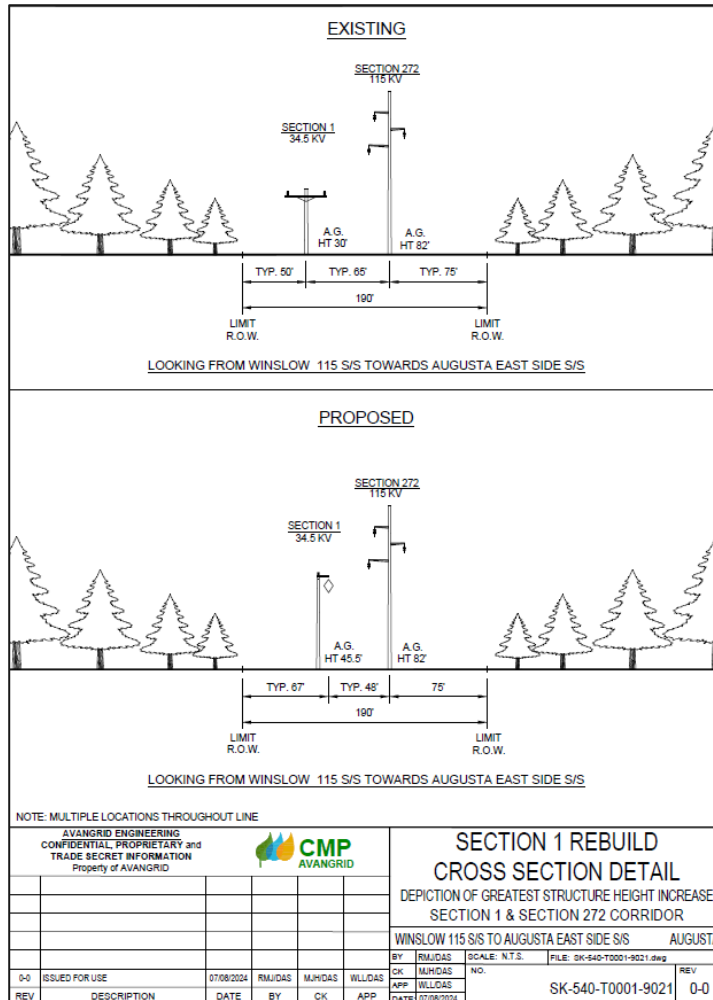 EXISTING
SECTION 272
115 KV
SECTION 1
34.5 KV
A.G.
HT 30'
A.G.
HT 82'
TYP. 50'
TYP. 65'
TYP. 75'
190'
LIMIT
R.O.W.
LIMIT
R.O.W.
LOOKING FROM WINSLOW 115 S/S TOWARDS AUGUSTA EAST SIDE S/S
PROPOSED
SECTION 272
115 KV
SECTION 1
34.5 KV
A.G.
HT 45.5'
A.G.
HT 82'
TYP. 67'
TYP. 48'
75'
190'
LIMIT
R.O.W.
LIMIT
R.O.W.
LOOKING FROM WINSLOW 115 S/S TOWARDS AUGUSTA EAST SIDE S/S
NOTE: MULTIPLE LOCATIONS THROUGHOUT LINE
AVANGRID ENGINEERING
CONFIDENTIAL, PROPRIETARY and
TRADE SECRET INFORMATION
Property of AVANGRID
CMP
AVANGRID
SECTION 1 REBUILD
CROSS SECTION DETAIL
DEPICTION OF GREATEST STRUCTURE HEIGHT INCREASE
SECTION 1 & SECTION 272 CORRIDOR
WINSLOW 115 S/S TO AUGUSTA EAST SIDE S/S AUGUSTA
BY RMJ/DAS SCALE: N.T.S. FILE: SK-540-T0001-9021.dwg
CK MJH/DAS NO. REV
APP WLL/DAS SK-540-T0001-9021 0-0
DATE 07/08/2024
0-0 ISSUED FOR USE 07/08/2024 RMJ/DAS MJH/DAS WLL/DAS
REV DESCRIPTION DATE BY CK APP